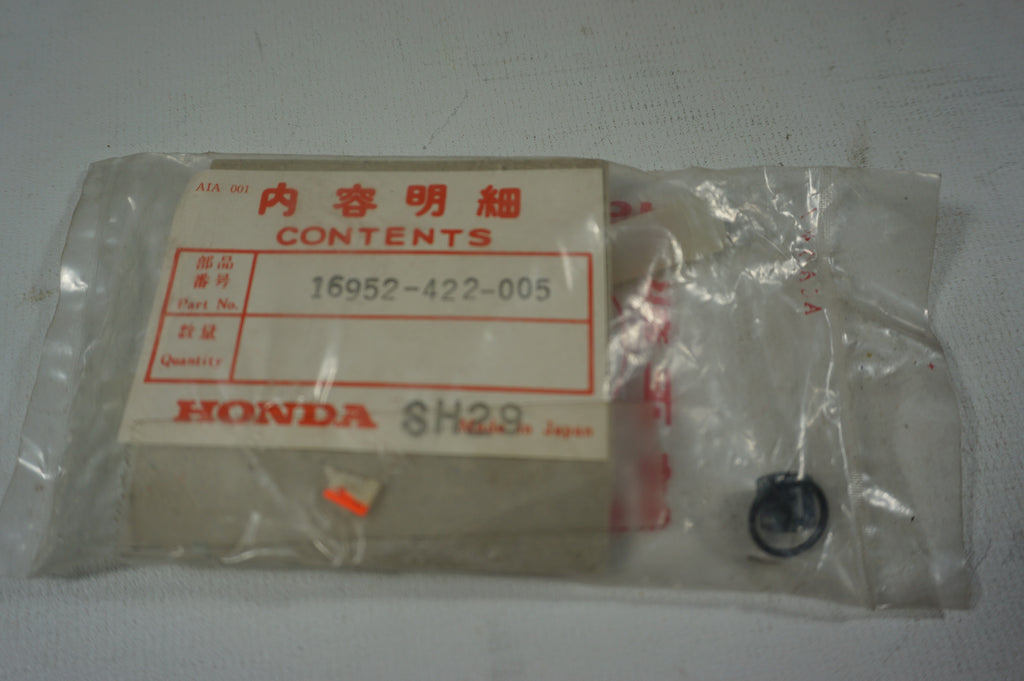 AIA 001
内容明細
CONTENTS
部品
番号
Part No.
16952-422-005
数量
Quantity
HONDA SH29 Made in Japan